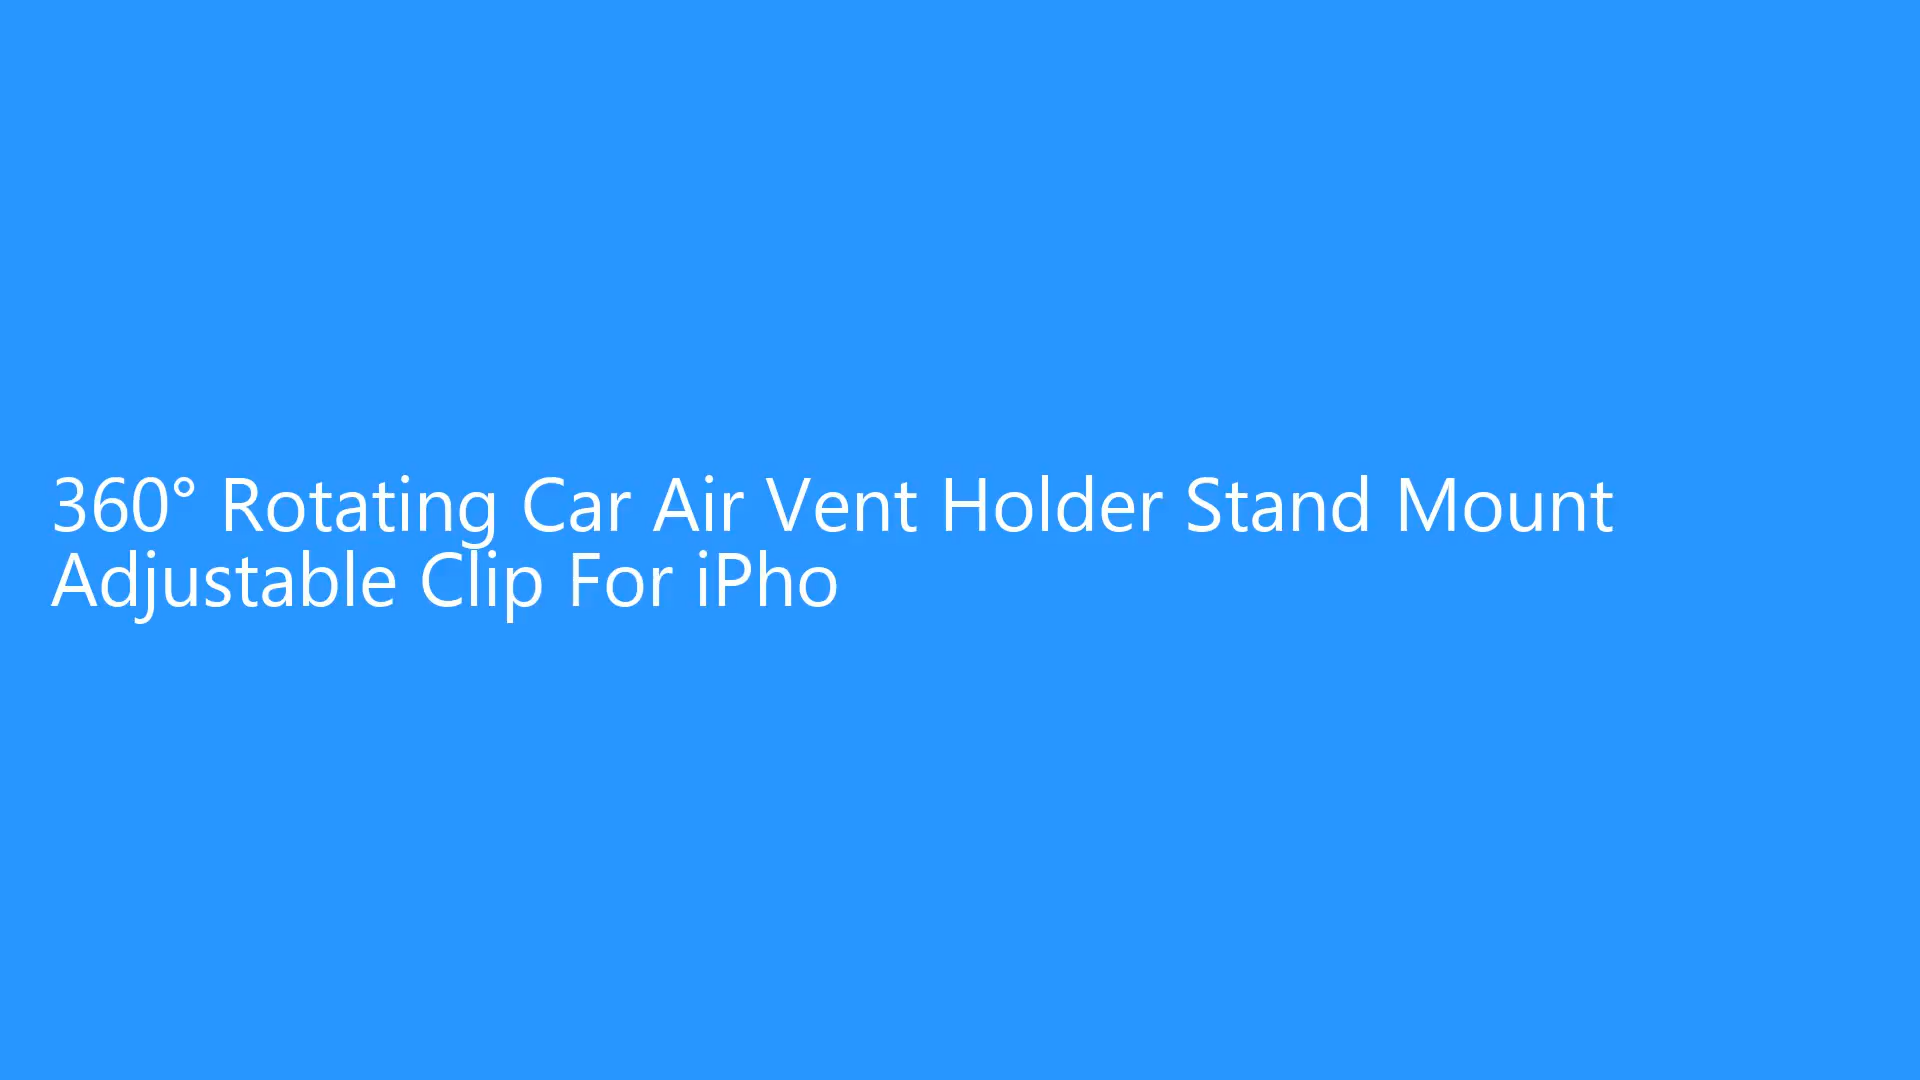 360° Rotating Car Air Vent Holder Stand Mount
Adjustable Clip For iPho